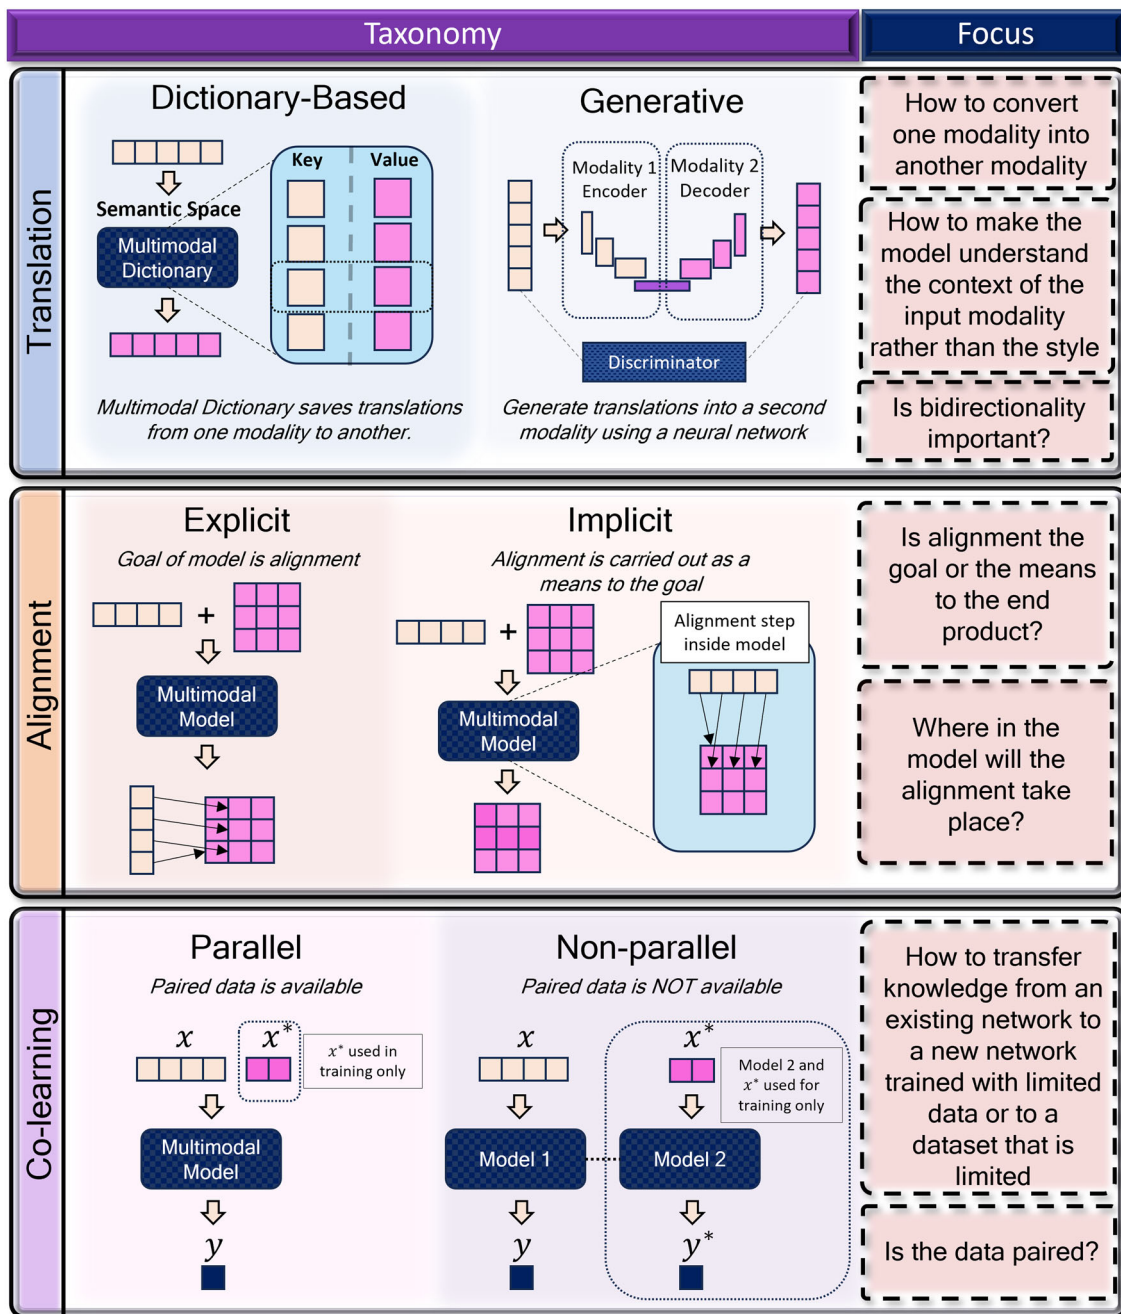 Taxonomy
Focus
Translation
Dictionary-Based
Semantic Space
Multimodal
Dictionary
Key
Value
Multimodal Dictionary saves translations
from one modality to another.
Generative
Modality 1
Encoder
Modality 2
Decoder
Discriminator
Generate translations into a second
modality using a neural network
How to convert
one modality into
another modality
How to make the
model understand
the context of the
input modality
rather than the style
Is bidirectionality
important?
Alignment
Explicit
Goal of model is alignment
+
Multimodal
Model
Implicit
Alignment is carried out as a
means to the goal
+
Multimodal
Model
Alignment step
inside model
Is alignment the
goal or the means
to the end
product?
Where in the
model will the
alignment take
place?
Co-learning
Parallel
Paired data is available
x
x*
x* used in
training only
Multimodal
Model
y
Non-parallel
Paired data is NOT available
x
x*
Model 2 and
x* used for
training only
Model 1
Model 2
y
y*
How to transfer
knowledge from an
existing network to
a new network
trained with limited
data or to a
dataset that is
limited
Is the data paired?